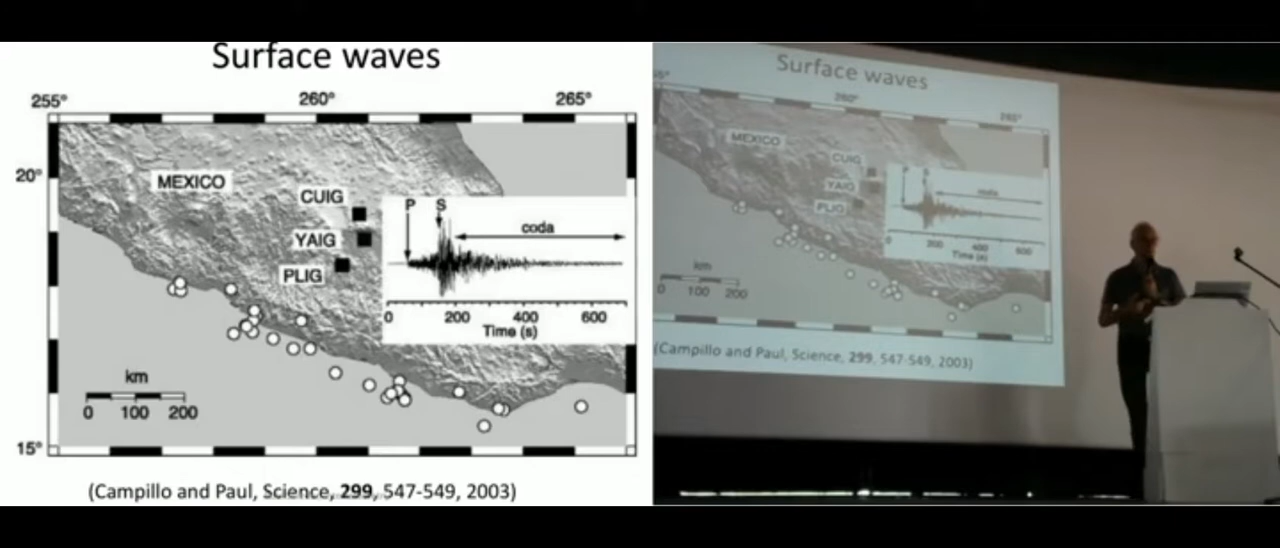 Surface waves
255° 260° 265°
20°
MEXICO
CUIG
YAIG
PLIG
P S
coda
0 200 400 600
Time (s)
km
0 100 200
15°
(Campillo and Paul, Science, 299, 547-549, 2003)
Surface waves
260° 265°
MEXICO
CUIG
YAIG
PLIG
P S
coda
0 200 400 600
Time (s)
km
0 100 200
(Campillo and Paul, Science, 299, 547-549, 2003)